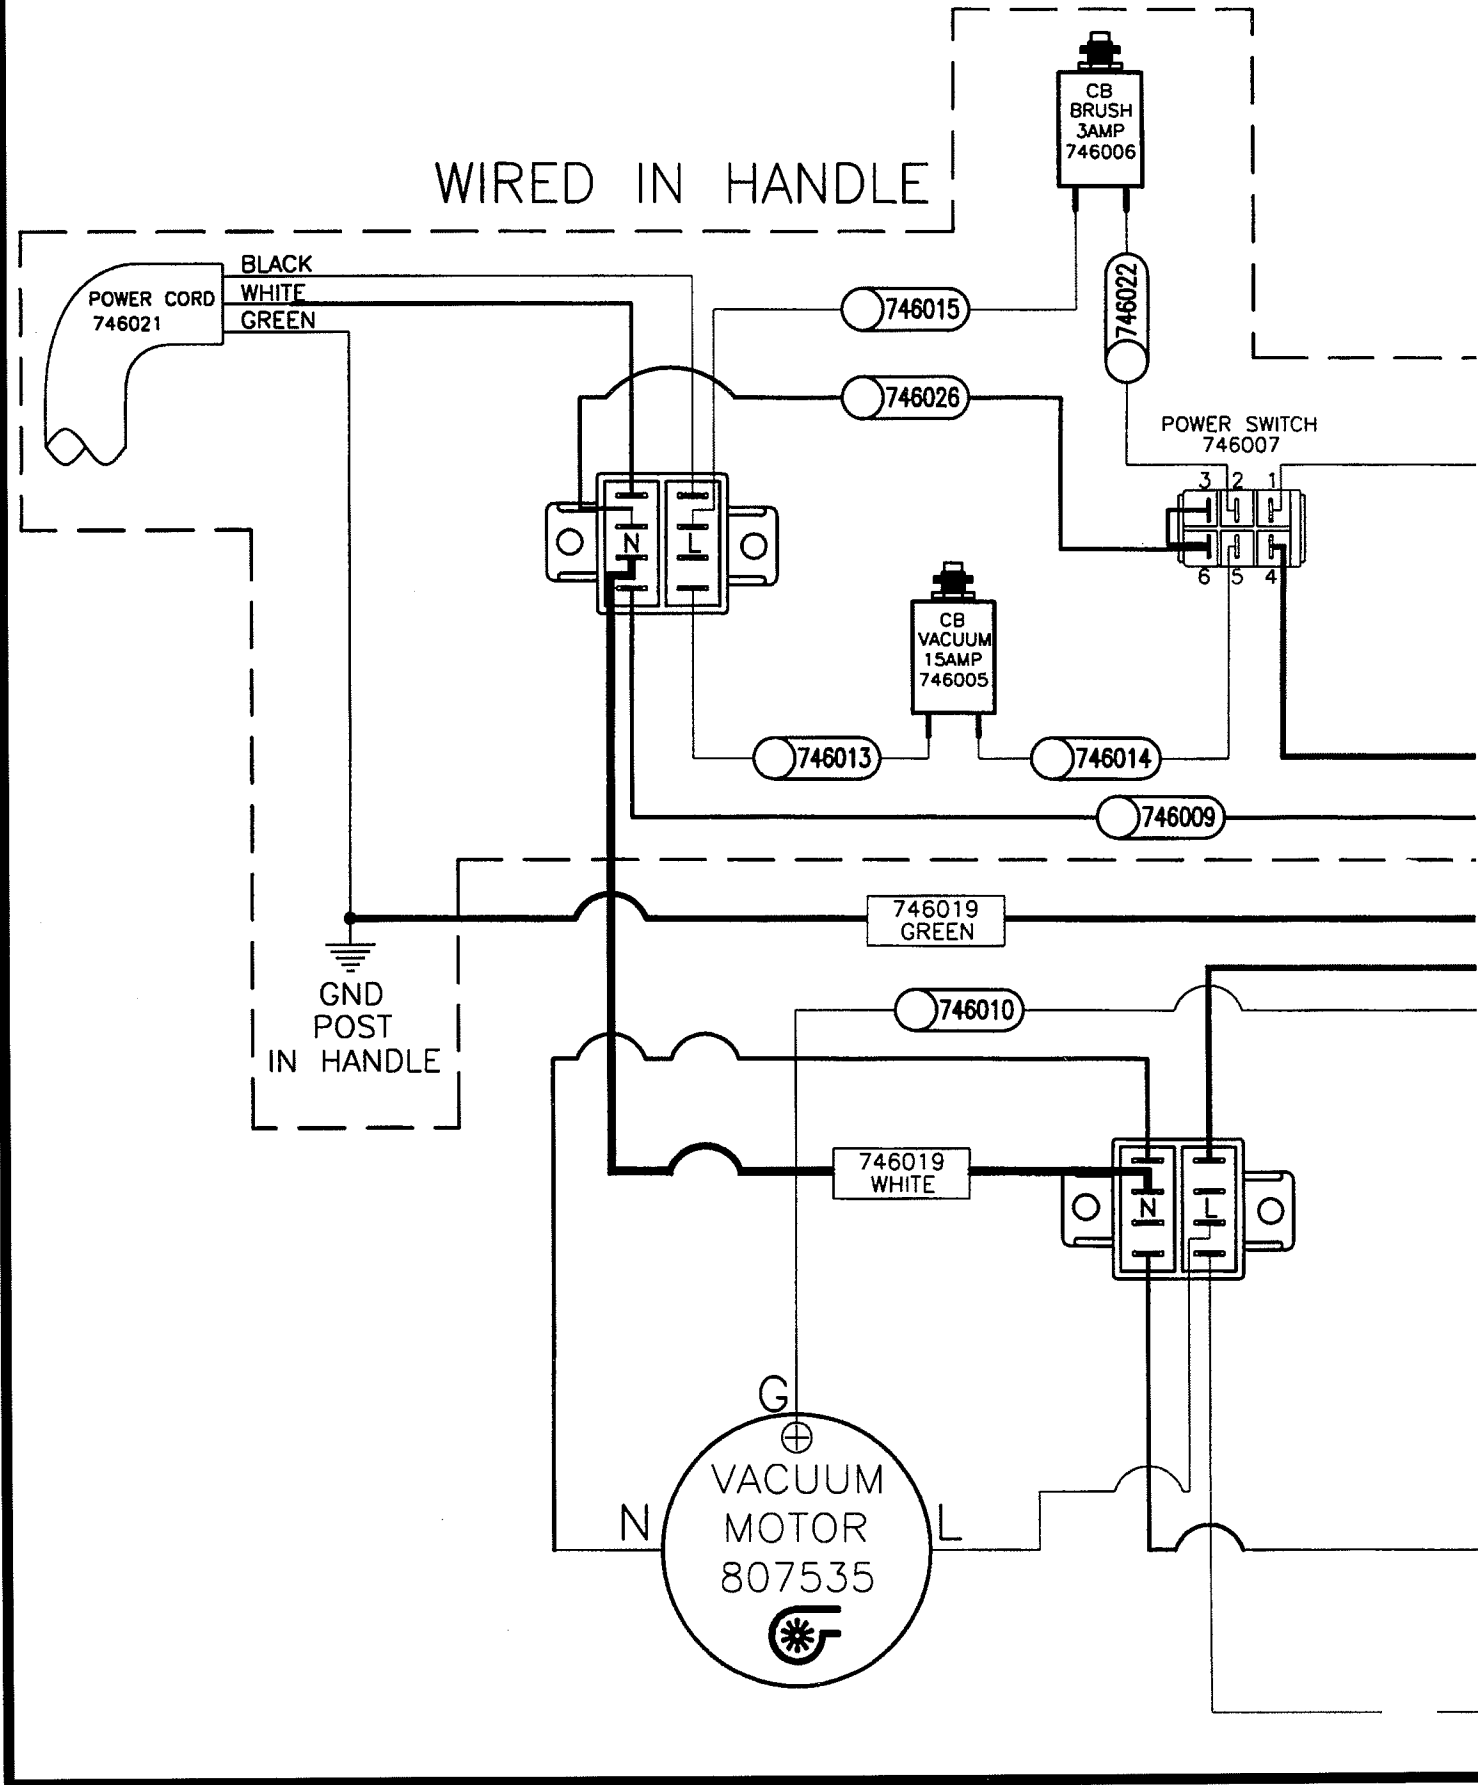 CB
BRUSH
3AMP
746006
WIRED IN HANDLE
BLACK
WHITE
GREEN
POWER CORD
746021
746015
746022
746026
POWER SWITCH
746007
3 2 1
N L
6 5 4
CB
VACUUM
15AMP
746005
746013
746014
746009
746019
GREEN
GND
POST
IN HANDLE
746010
746019
WHITE
N L
G
VACUUM
MOTOR
807535
N
L